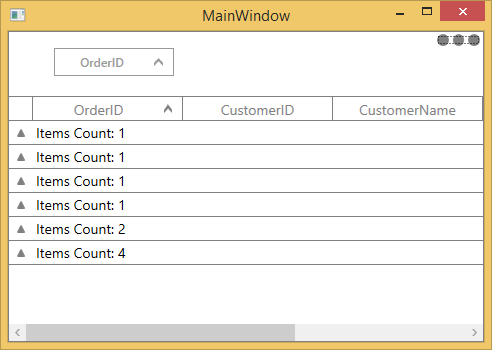 MainWindow
OrderID
OrderID CustomerID CustomerName
Items Count: 1
Items Count: 1
Items Count: 1
Items Count: 1
Items Count: 2
Items Count: 4